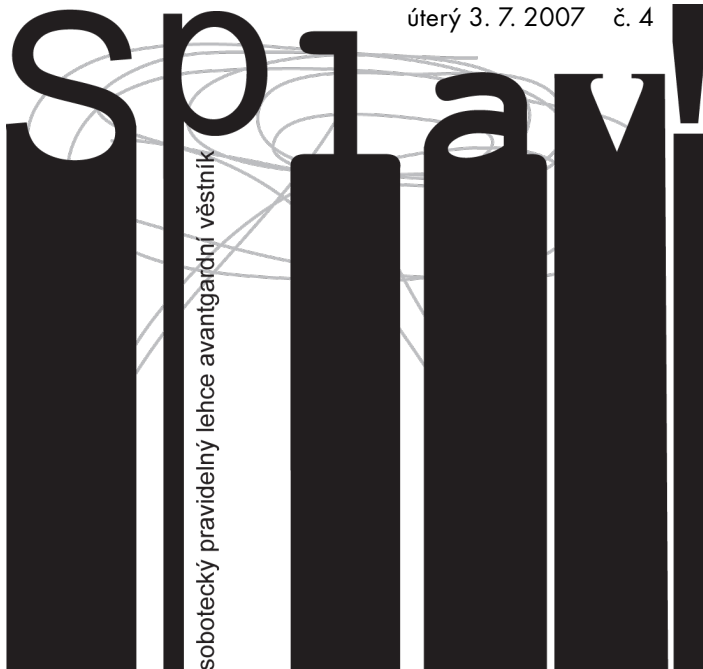 úterý 3. 7. 2007 č. 4
splav!
sobotecký pravidelný lehce avantgardní věstník